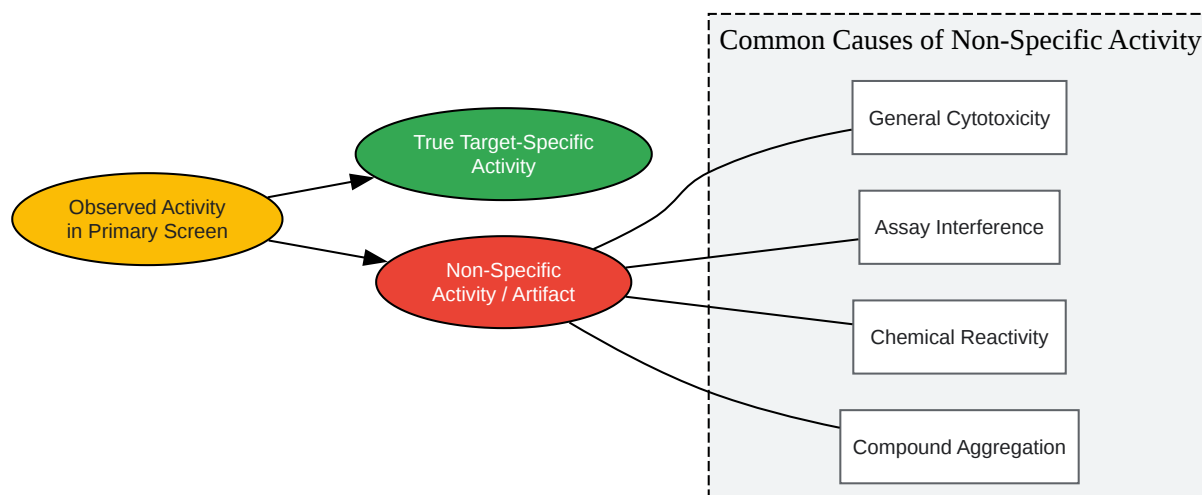 Common Causes of Non-Specific Activity
General Cytotoxicity
True Target-Specific
Activity
Observed Activity
in Primary Screen
Assay Interference
Non-Specific
Activity / Artifact
Chemical Reactivity
Compound Aggregation